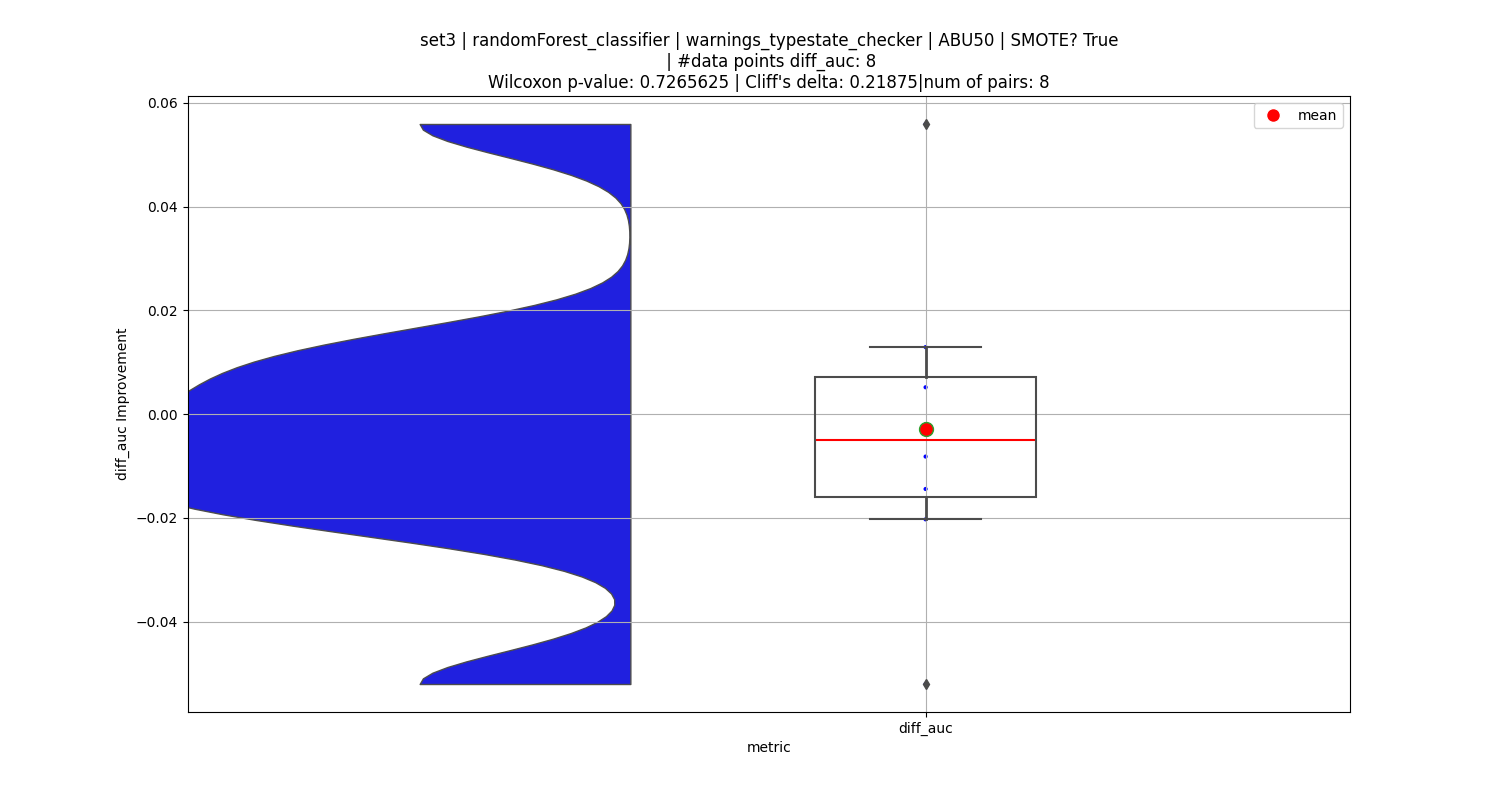 set3 | randomForest_classifier | warnings_typestate_checker | ABU50 | SMOTE? True
| #data points diff_auc: 8
Wilcoxon p-value: 0.7265625 | Cliff's delta: 0.21875|num of pairs: 8
mean
0.06
0.04
0.02
0.00
−0.02
−0.04
diff_auc Improvement
diff_auc
metric